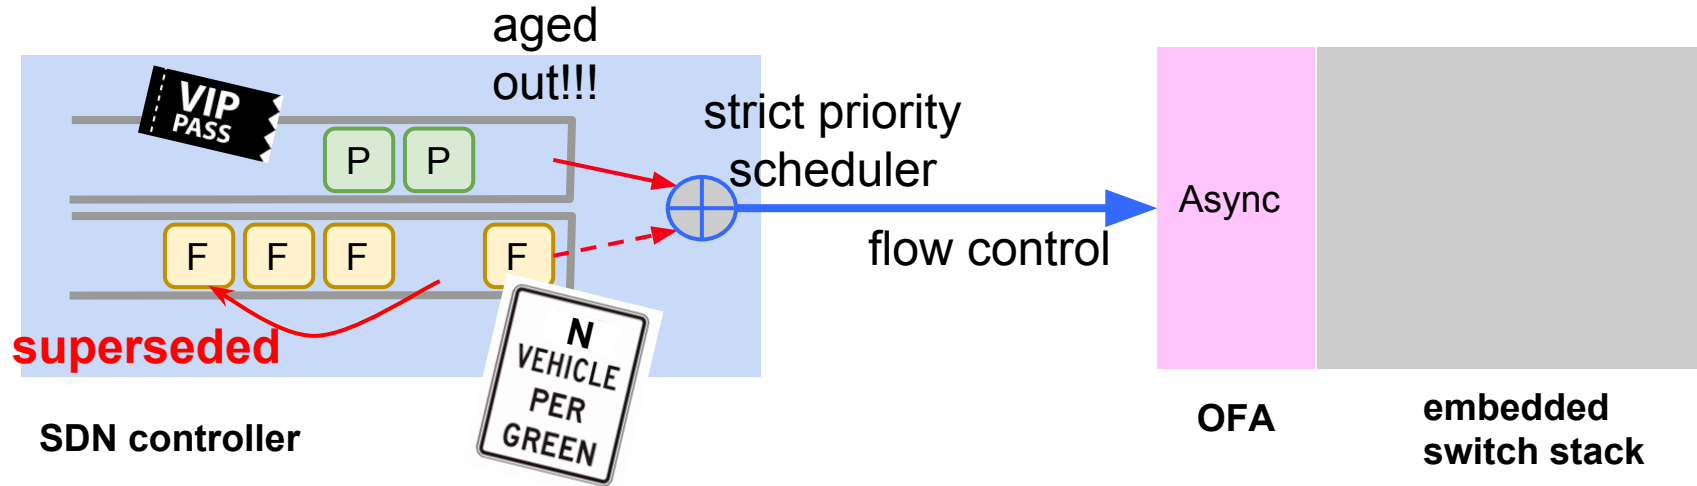 aged
out!!!
VIP
PASS
strict priority
scheduler
P P
F F F F
Async
flow control
superseded
N
VEHICLE
PER
GREEN
SDN controller
OFA
embedded
switch stack